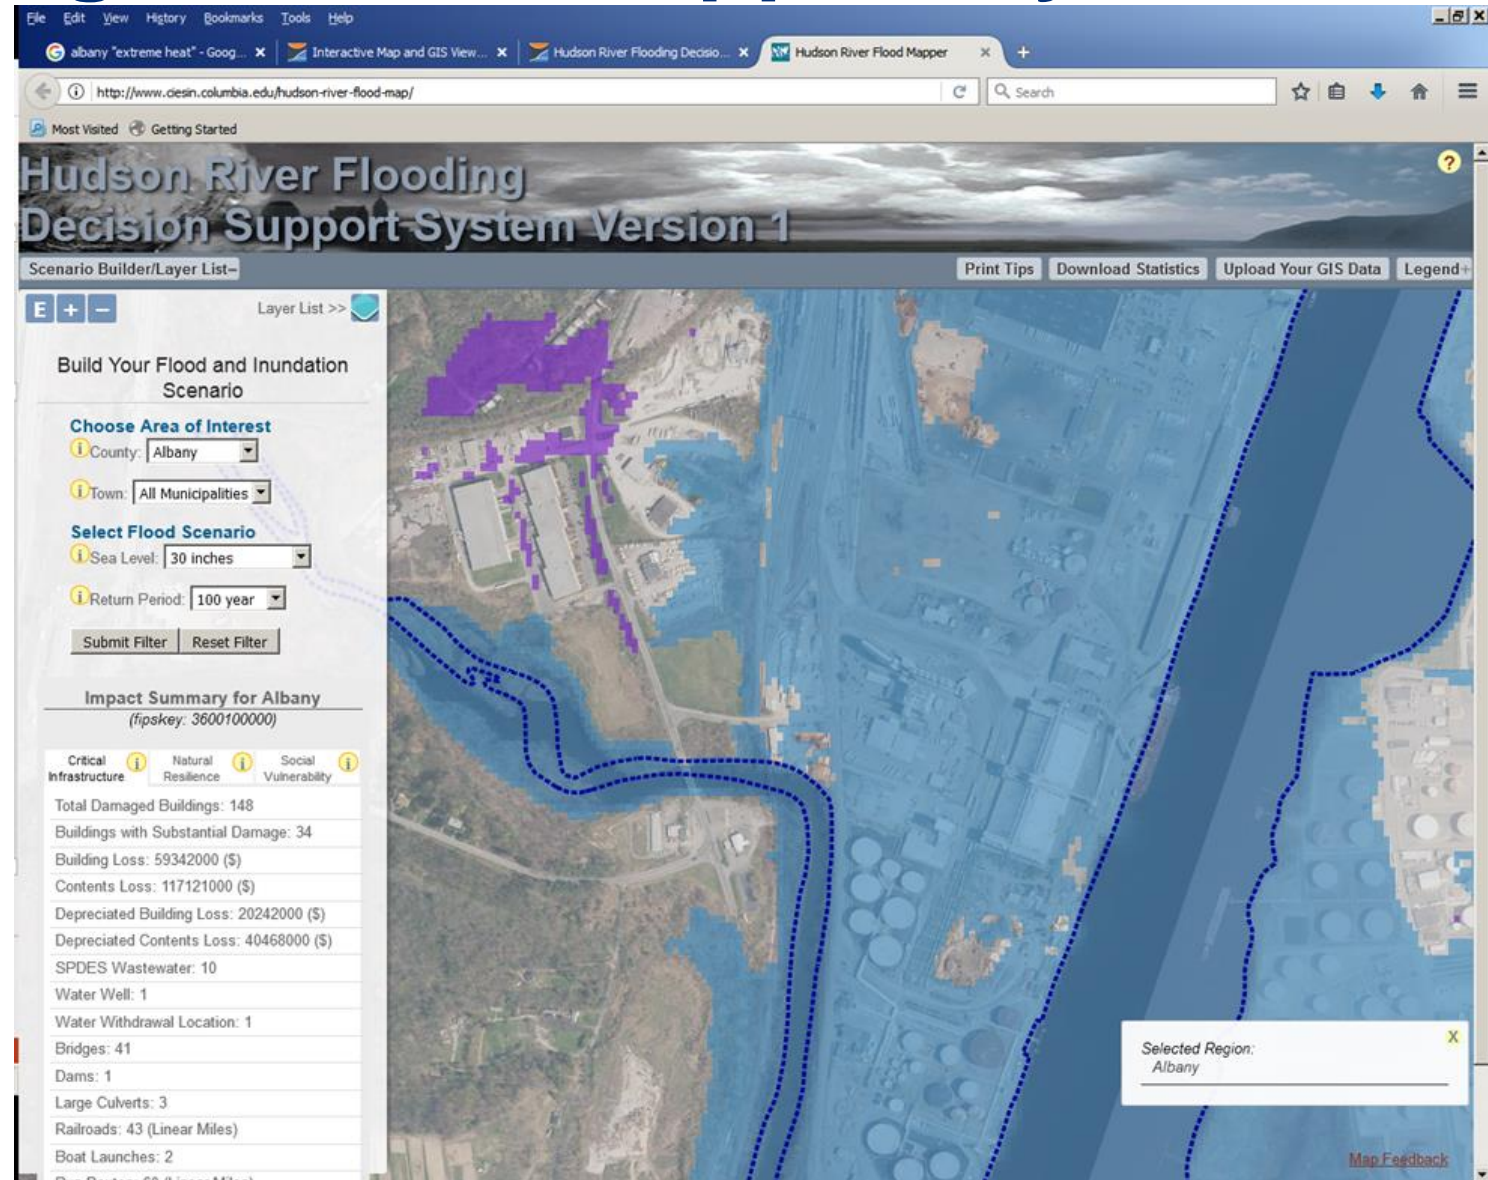 File Edit View History Bookmarks Tools Help
albany "extreme heat" - Goog... Interactive Map and GIS View... Hudson River Flooding Decisio... Hudson River Flood Mapper
http://www.ciesin.columbia.edu/hudson-river-flood-map/ Search
Most Visited Getting Started
Hudson River Flooding
Decision Support System Version 1
?
Scenario Builder/Layer List− Print Tips Download Statistics Upload Your GIS Data Legend+
E + − Layer List >>
Build Your Flood and Inundation
Scenario
Choose Area of Interest
County: Albany
Town: All Municipalities
Select Flood Scenario
Sea Level: 30 inches
Return Period: 100 year
Submit Filter Reset Filter
Impact Summary for Albany
(fipskey: 3600100000)
Critical Natural Social
Infrastructure Resilience Vulnerability
Total Damaged Buildings: 148
Buildings with Substantial Damage: 34
Building Loss: 59342000 ($)
Contents Loss: 117121000 ($)
Depreciated Building Loss: 20242000 ($)
Depreciated Contents Loss: 40468000 ($)
SPDES Wastewater: 10
Water Well: 1
Water Withdrawal Location: 1
Bridges: 41
Dams: 1
Large Culverts: 3
Railroads: 43 (Linear Miles)
Boat Launches: 2
Selected Region: X
Albany
Map Feedback